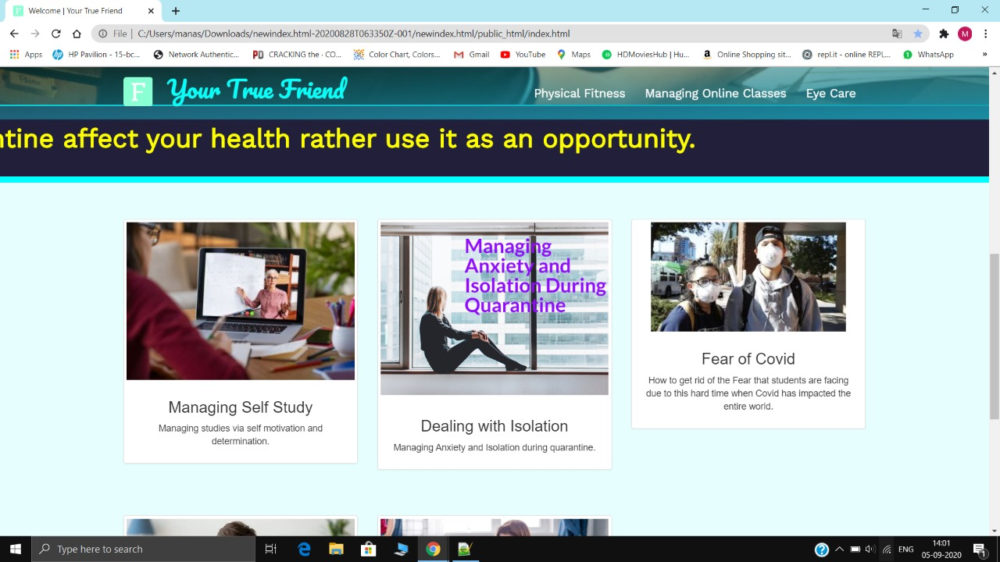 Welcome | Your True Friend
File | C:/Users/manas/Downloads/newindex.html-20200828T063350Z-001/newindex.html/public_html/index.html
M
Apps HP Pavilion - 15-bc... Network Authentic... PD CRACKING the · CO... Color Chart, Colors... Gmail YouTube Maps HDMoviesHub | Hu... Online Shopping sit... repl.it - online REPL... WhatsApp »
F Your True Friend Physical Fitness Managing Online Classes Eye Care
ntine affect your health rather use it as an opportunity.
Managing
Anxiety and
Isolation During
Quarantine
Managing Self Study
Managing studies via self motivation and
determination.
Dealing with Isolation
Managing Anxiety and Isolation during quarantine.
Fear of Covid
How to get rid of the Fear that students are facing
due to this hard time when Covid has impacted the
entire world.
Type here to search
ENG
14:01
05-09-2020
1